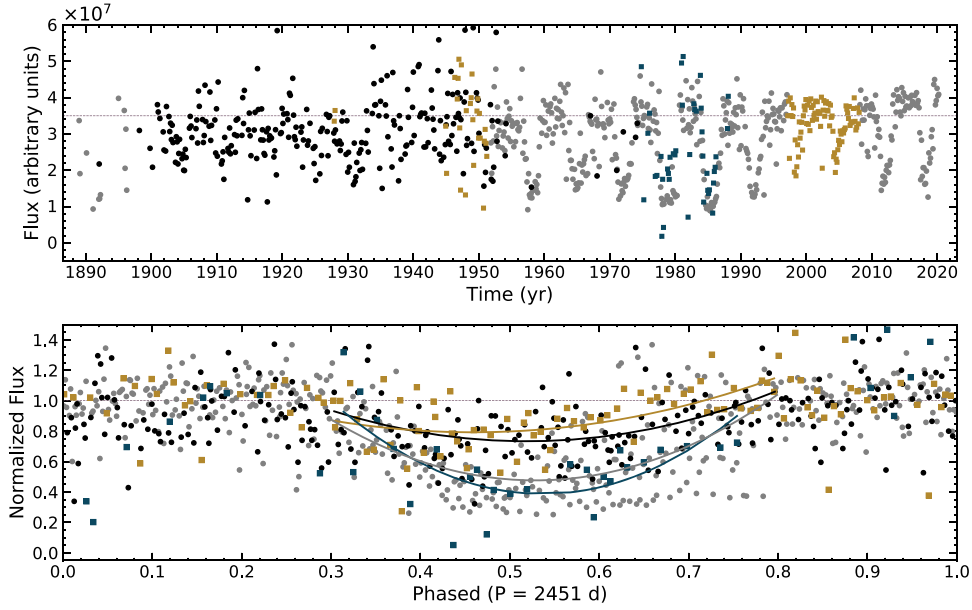 6 ×10⁷
5
4
3
2
1
0
Flux (arbitrary units)
1890 1900 1910 1920 1930 1940 1950 1960 1970 1980 1990 2000 2010 2020
Time (yr)
1.4
1.2
1.0
0.8
0.6
0.4
0.2
0.0
Normalized Flux
0.0 0.1 0.2 0.3 0.4 0.5 0.6 0.7 0.8 0.9 1.0
Phased (P = 2451 d)